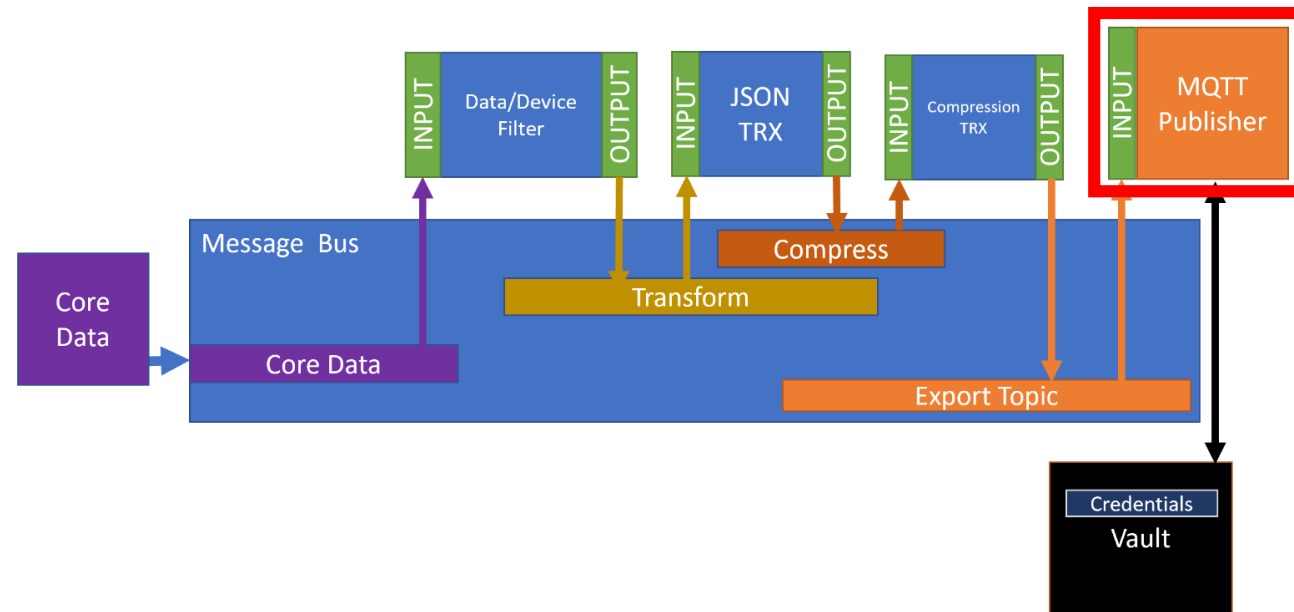 INPUT
Data/Device
Filter
OUTPUT
INPUT
JSON
TRX
OUTPUT
INPUT
Compression
TRX
OUTPUT
INPUT
MQTT
Publisher
Message Bus
Compress
Transform
Core
Data
Core Data
Export Topic
Credentials
Vault